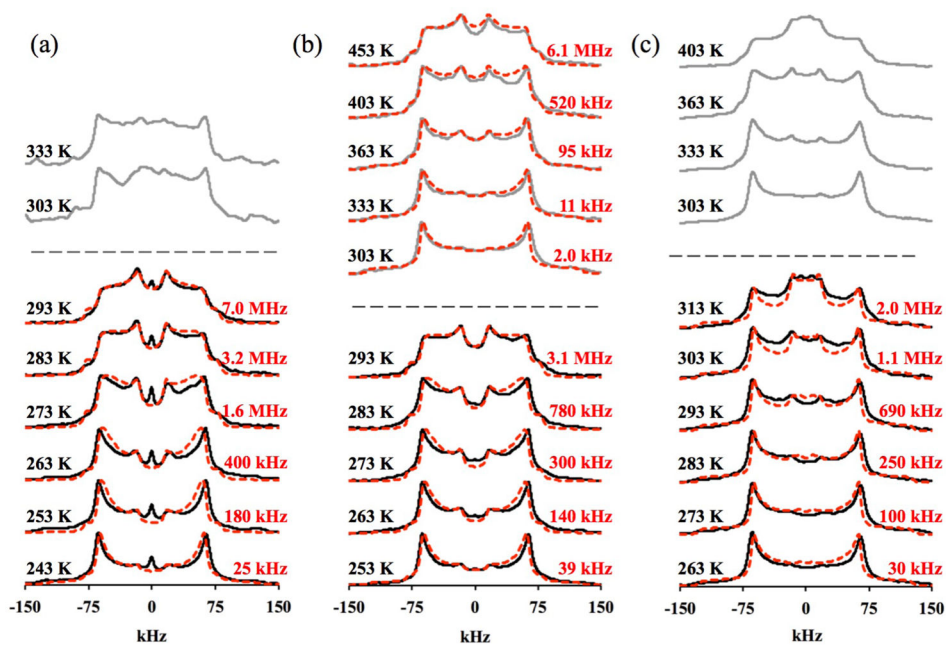 (a)
333 K
303 K
293 K 7.0 MHz
283 K 3.2 MHz
273 K 1.6 MHz
263 K 400 kHz
253 K 180 kHz
243 K 25 kHz
-150 -75 0 75 150
kHz
(b)
453 K 6.1 MHz
403 K 520 kHz
363 K 95 kHz
333 K 11 kHz
303 K 2.0 kHz
293 K 3.1 MHz
283 K 780 kHz
273 K 300 kHz
263 K 140 kHz
253 K 39 kHz
-150 -75 0 75 150
kHz
(c)
403 K
363 K
333 K
303 K
313 K 2.0 MHz
303 K 1.1 MHz
293 K 690 kHz
283 K 250 kHz
273 K 100 kHz
263 K 30 kHz
-150 -75 0 75 150
kHz